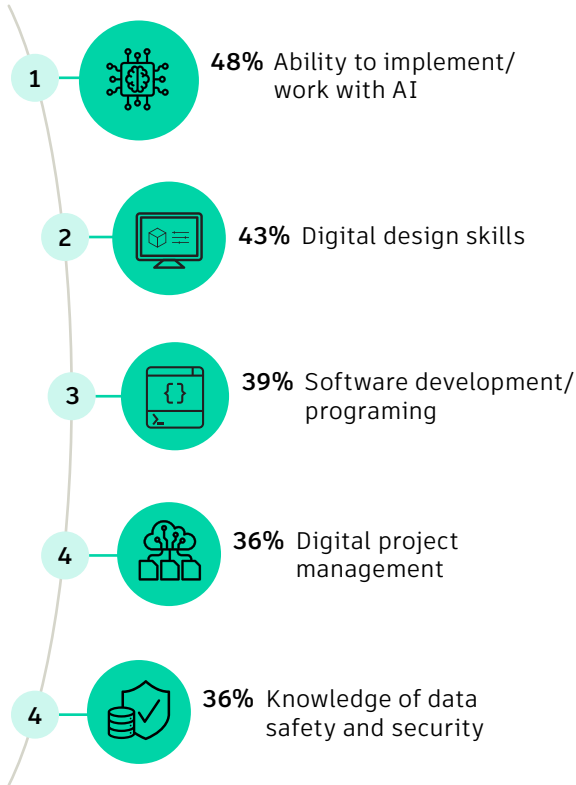 1
48% Ability to implement/
work with AI
2
43% Digital design skills
3
39% Software development/
programing
{}
>_
4
36% Digital project
management
4
36% Knowledge of data
safety and security